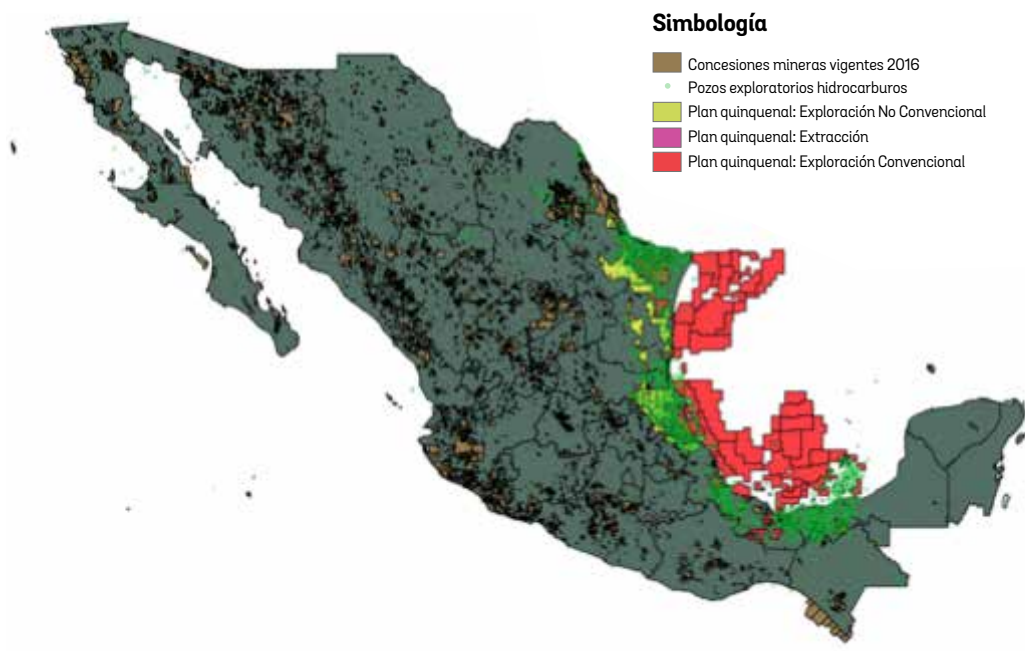 Simbología
Concesiones mineras vigentes 2016
Pozos exploratorios hidrocarburos
Plan quinquenal: Exploración No Convencional
Plan quinquenal: Extracción
Plan quinquenal: Exploración Convencional